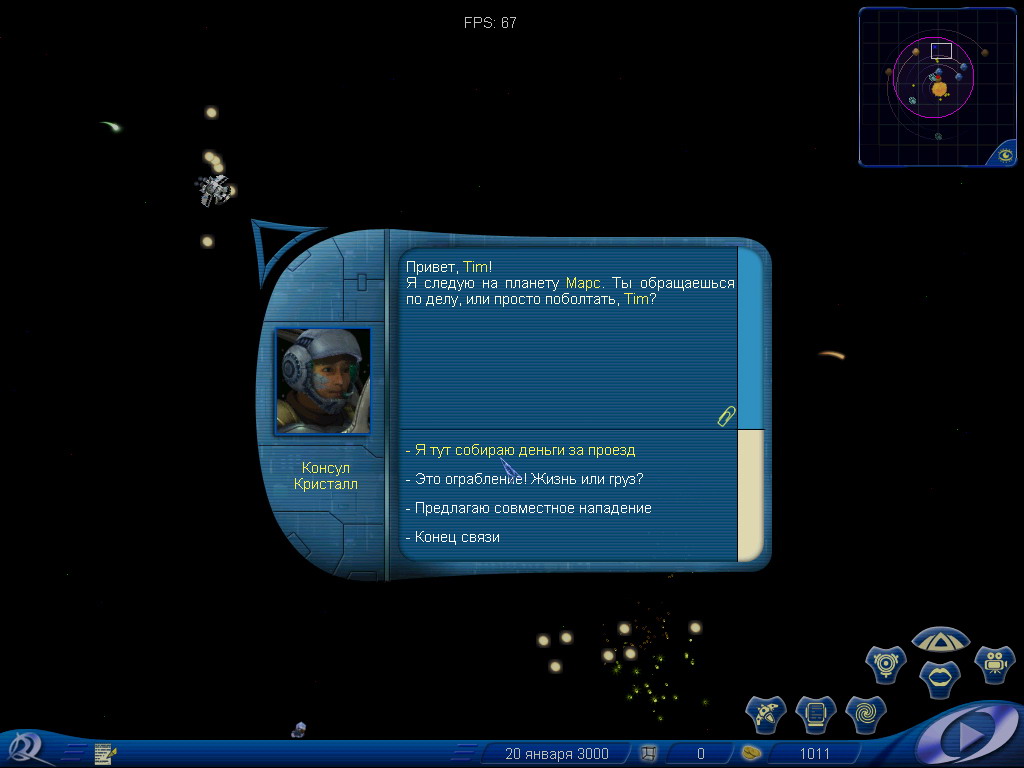 FPS: 67
Привет, Tim!
Я следую на планету Марс. Ты обращаешься
по делу, или просто поболтать, Tim?
Консул
Кристалл
- Я тут собираю деньги за проезд
- Это ограбление! Жизнь или груз?
- Предлагаю совместное нападение
- Конец связи
20 января 3000
0
1011